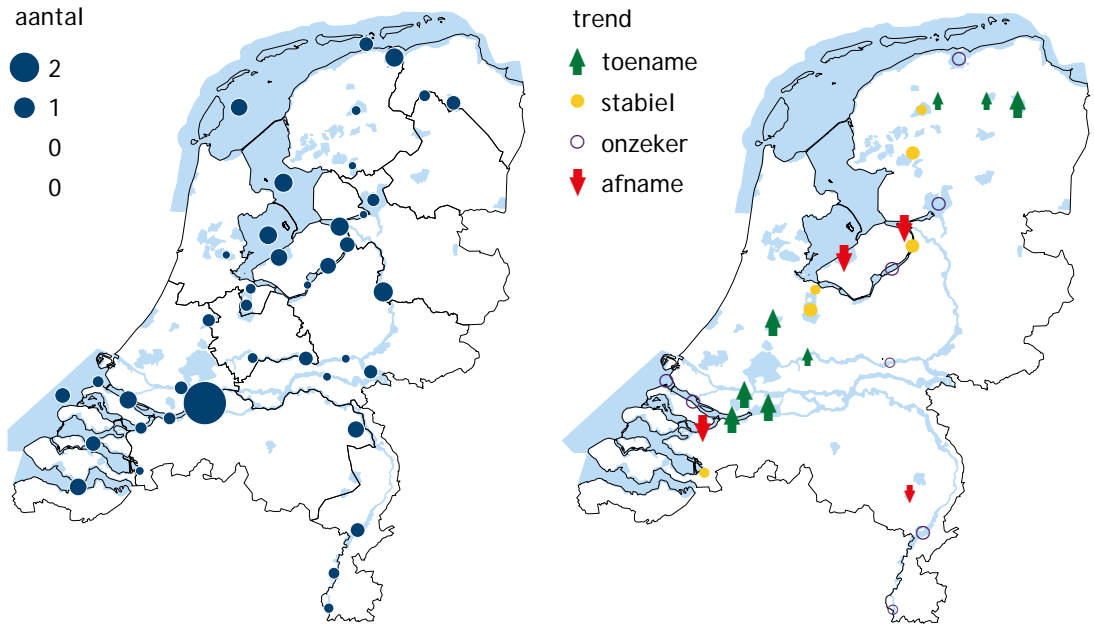 aantal
2
1
0
0
trend
toename
stabiel
onzeker
afname